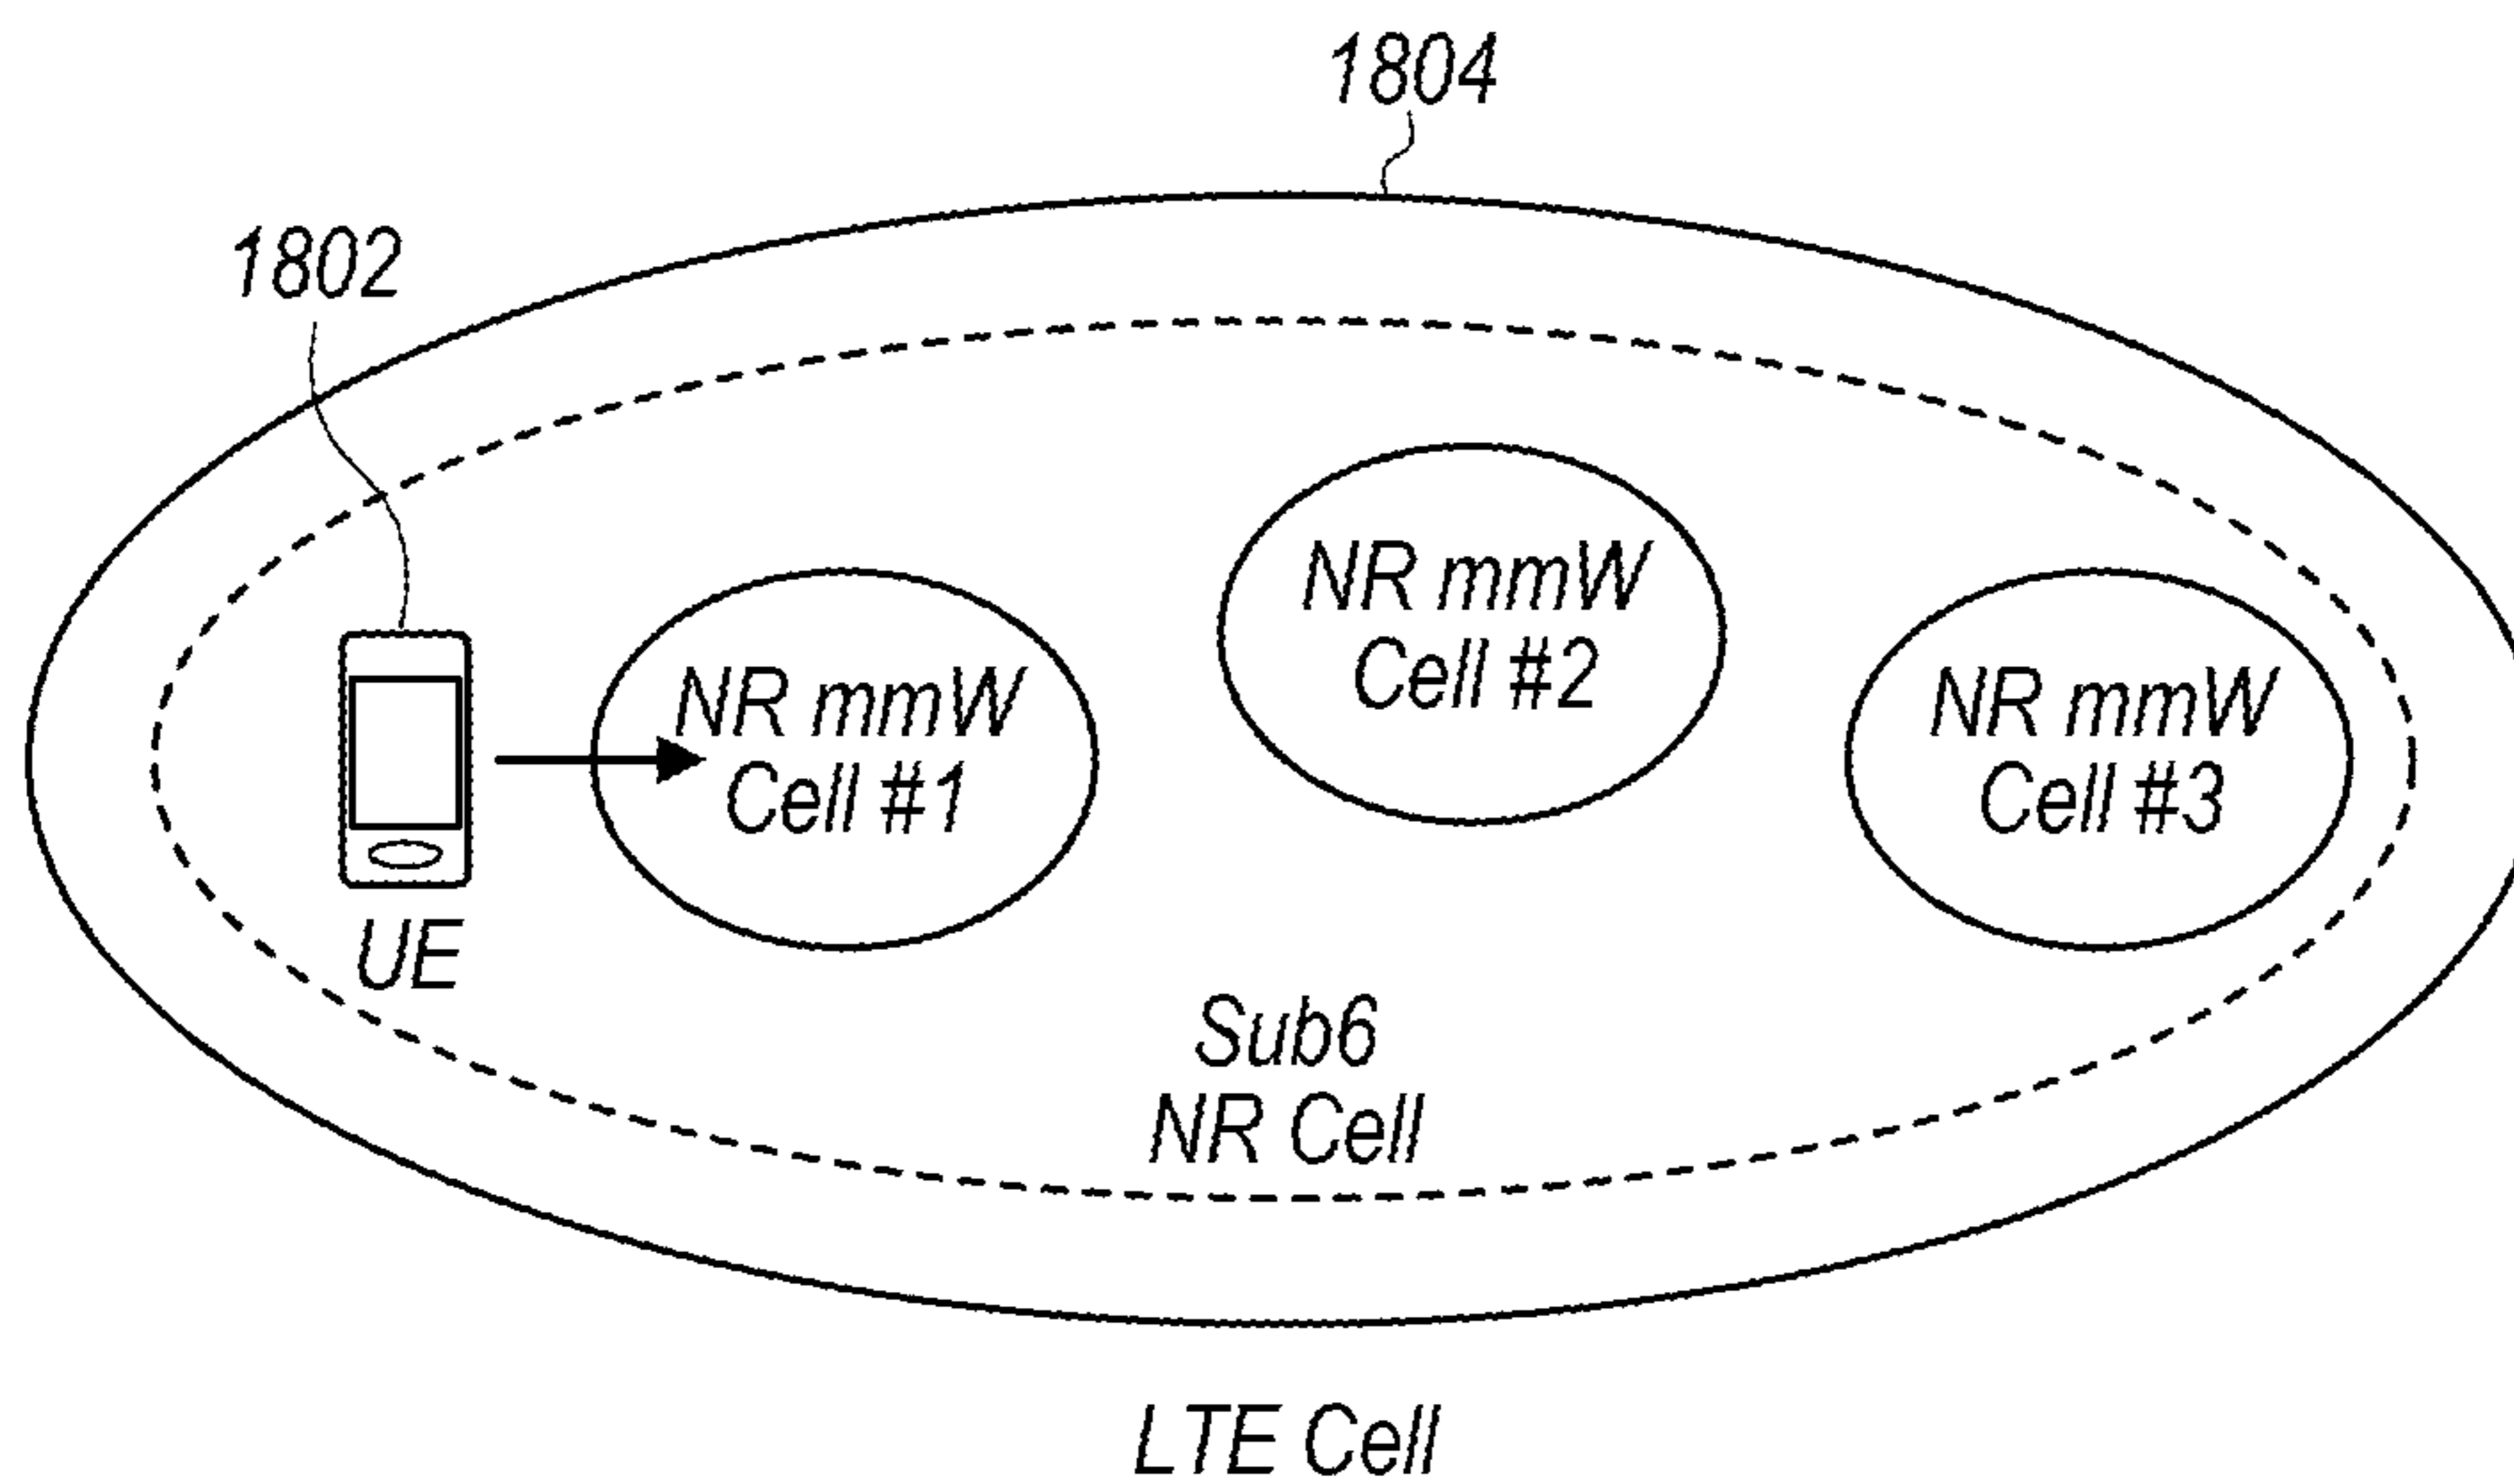 1804
1802
NR mmW
Cell #2
NR mmW
Cell #1
NR mmW
Cell #3
UE
Sub6
NR Cell
LTE Cell